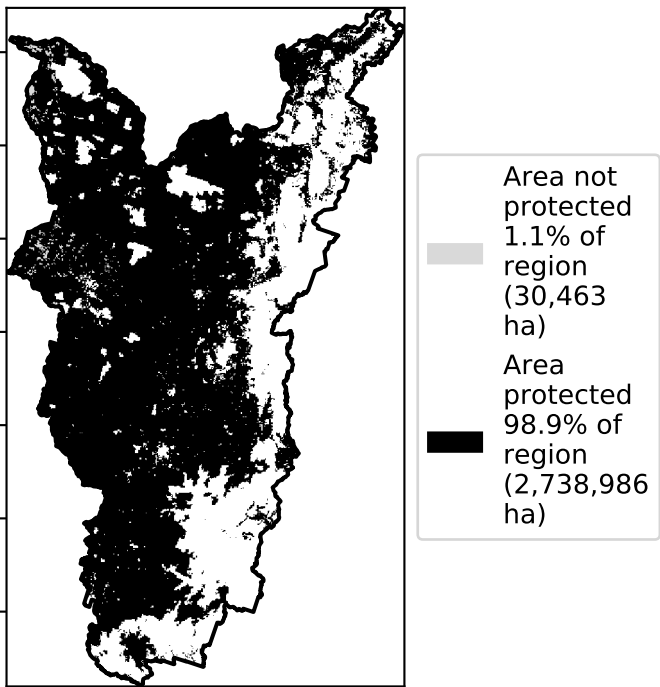 Area not
protected
1.1% of
region
(30,463
ha)
Area
protected
98.9% of
region
(2,738,986
ha)